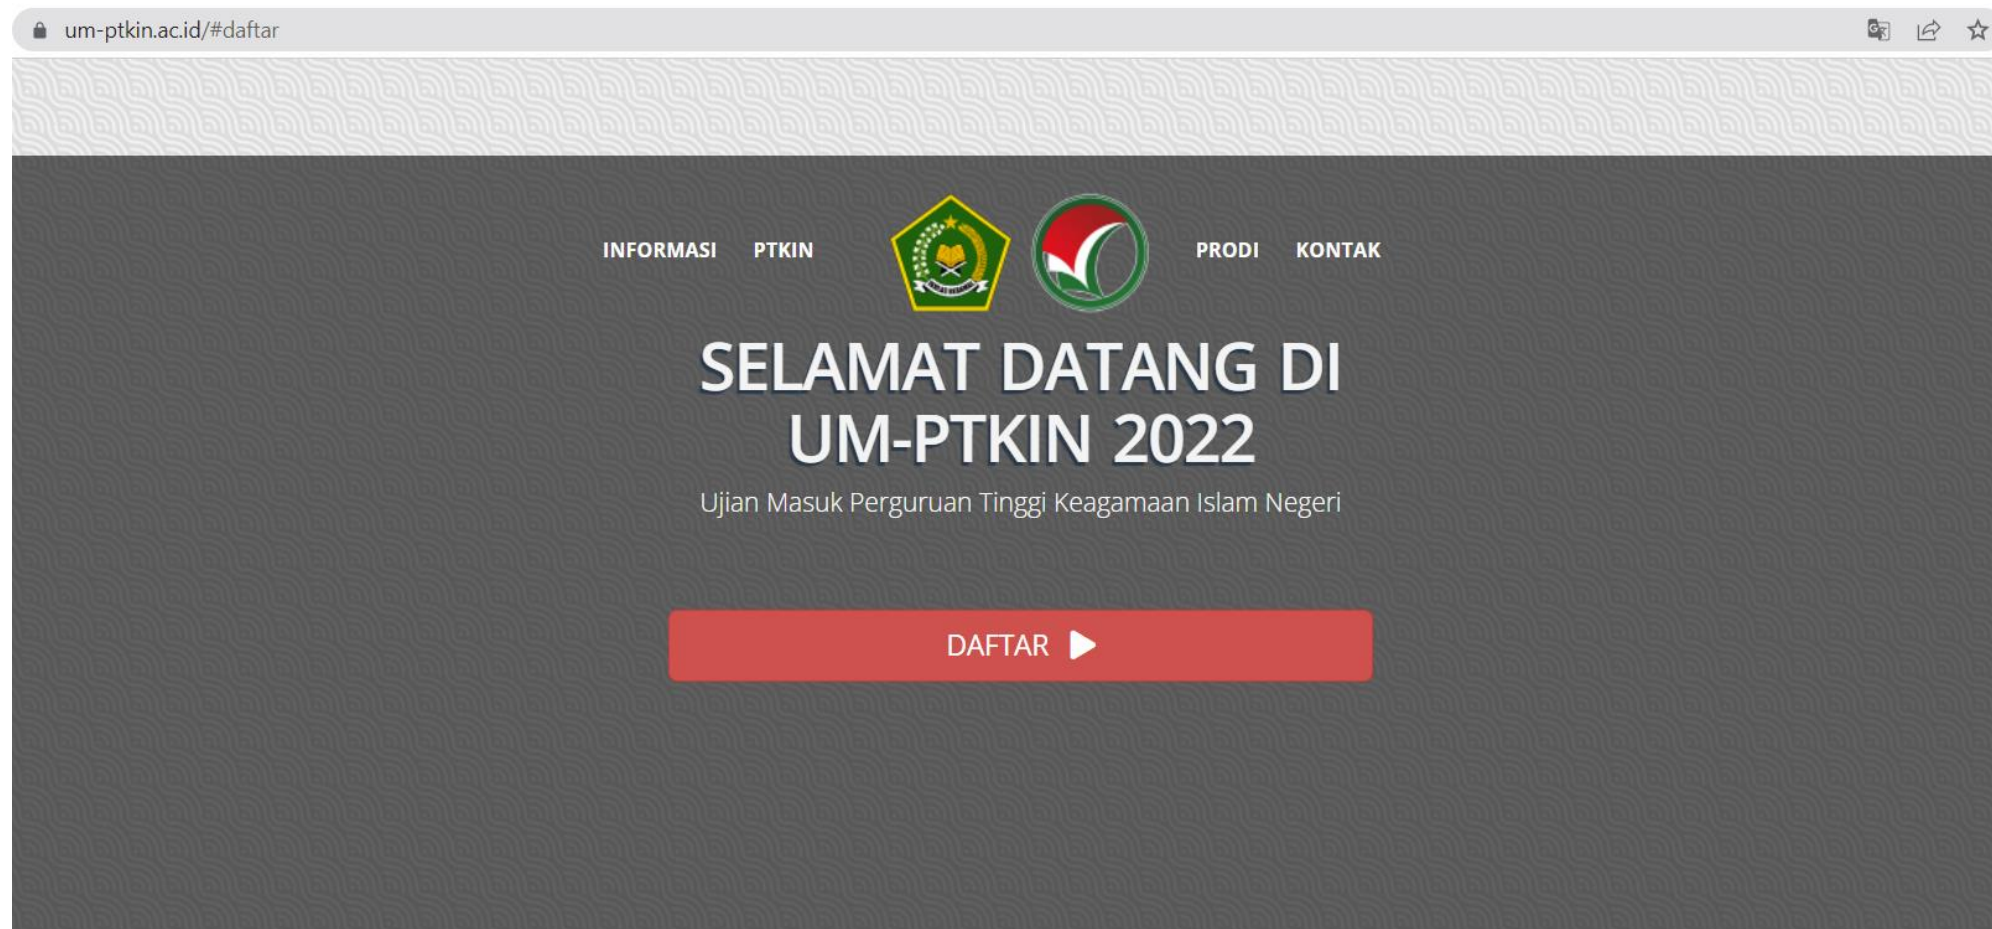 um-ptkin.ac.id/#daftar
INFORMASI PTKIN PRODI KONTAK
SELAMAT DATANG DI
UM-PTKIN 2022
Ujian Masuk Perguruan Tinggi Keagamaan Islam Negeri
DAFTAR